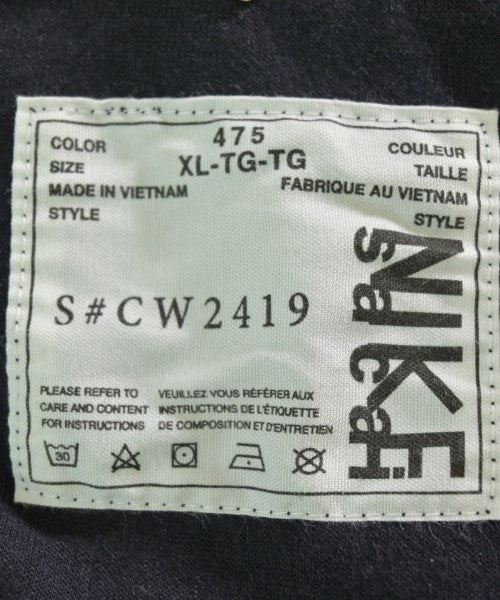 COLOR 475 COULEUR
SIZE XL-TG-TG TAILLE
MADE IN VIETNAM FABRIQUE AU VIETNAM
STYLE STYLE
S#CW2419
NIKE
sacai
PLEASE REFER TO
CARE AND CONTENT
FOR INSTRUCTIONS
VEUILLEZ VOUS RÉFÉRER AUX
INSTRUCTIONS DE L'ÉTIQUETTE
DE COMPOSITION ET D'ENTRETIEN
30